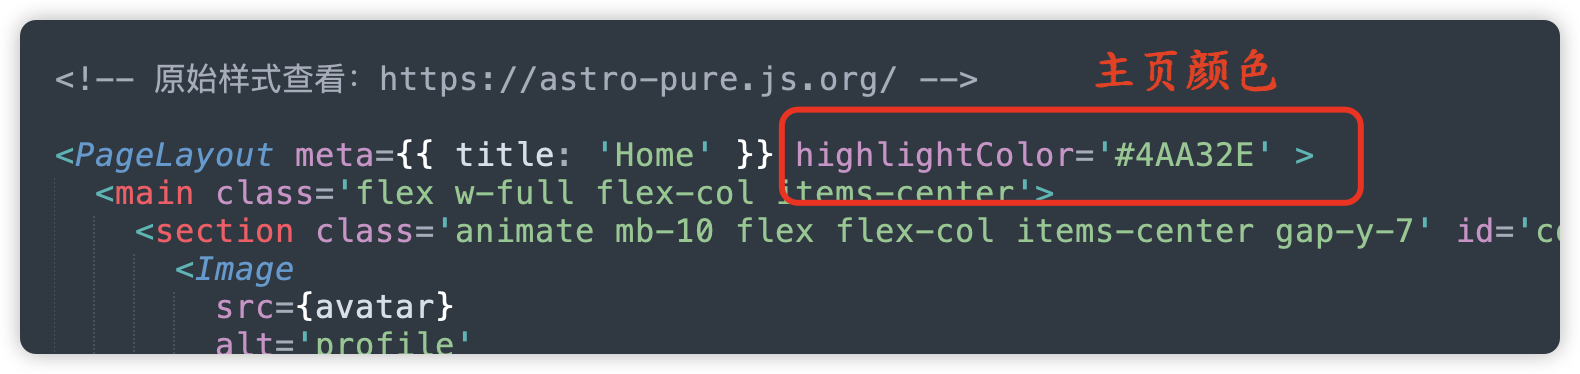 <!-- 原始样式查看：https://astro-pure.js.org/ -->
主页颜色
<PageLayout meta={{ title: 'Home' }} highlightColor='#4AA32E' >
<main class='flex w-full flex-col items-center'>
<section class='animate mb-10 flex flex-col items-center gap-y-7' id='co
<Image
src={avatar}
alt='profile'